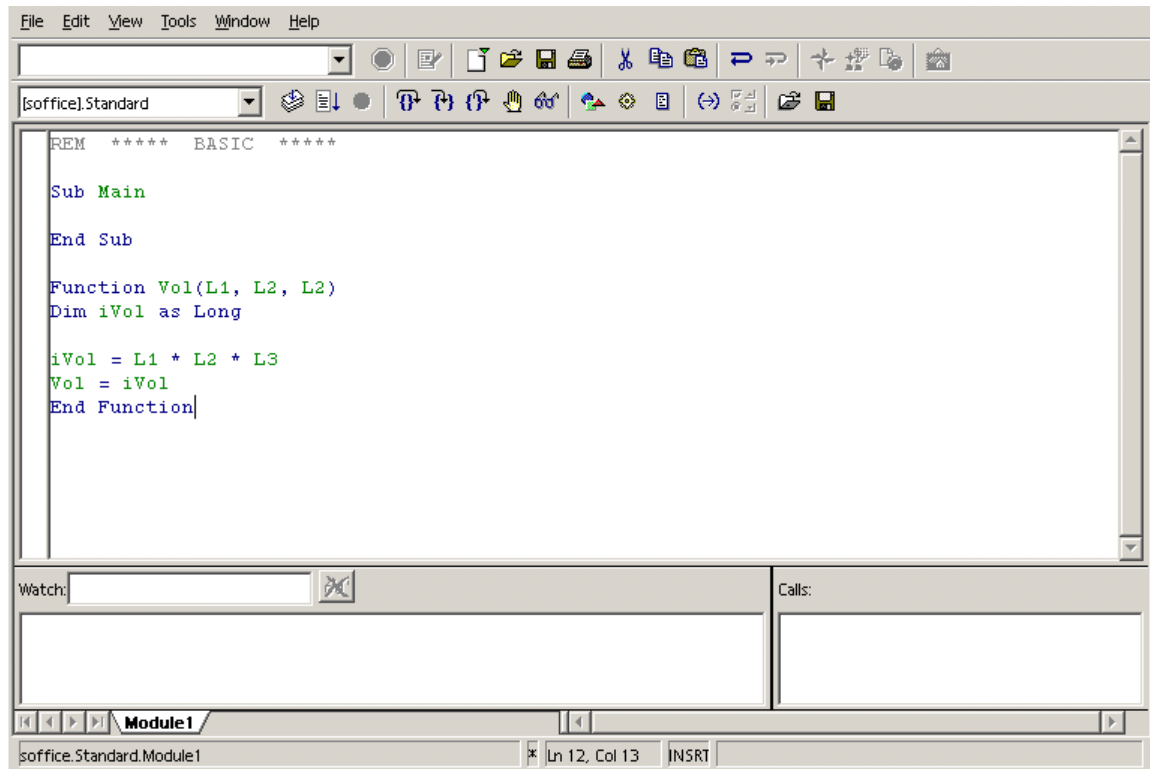 File Edit View Tools Window Help
[soffice].Standard
REM ***** BASIC *****
Sub Main
End Sub
Function Vol(L1, L2, L2)
Dim iVol as Long
iVol = L1 * L2 * L3
Vol = iVol
End Function
Watch:
Calls:
Module1
soffice.Standard.Module1 * Ln 12, Col 13 INSRT